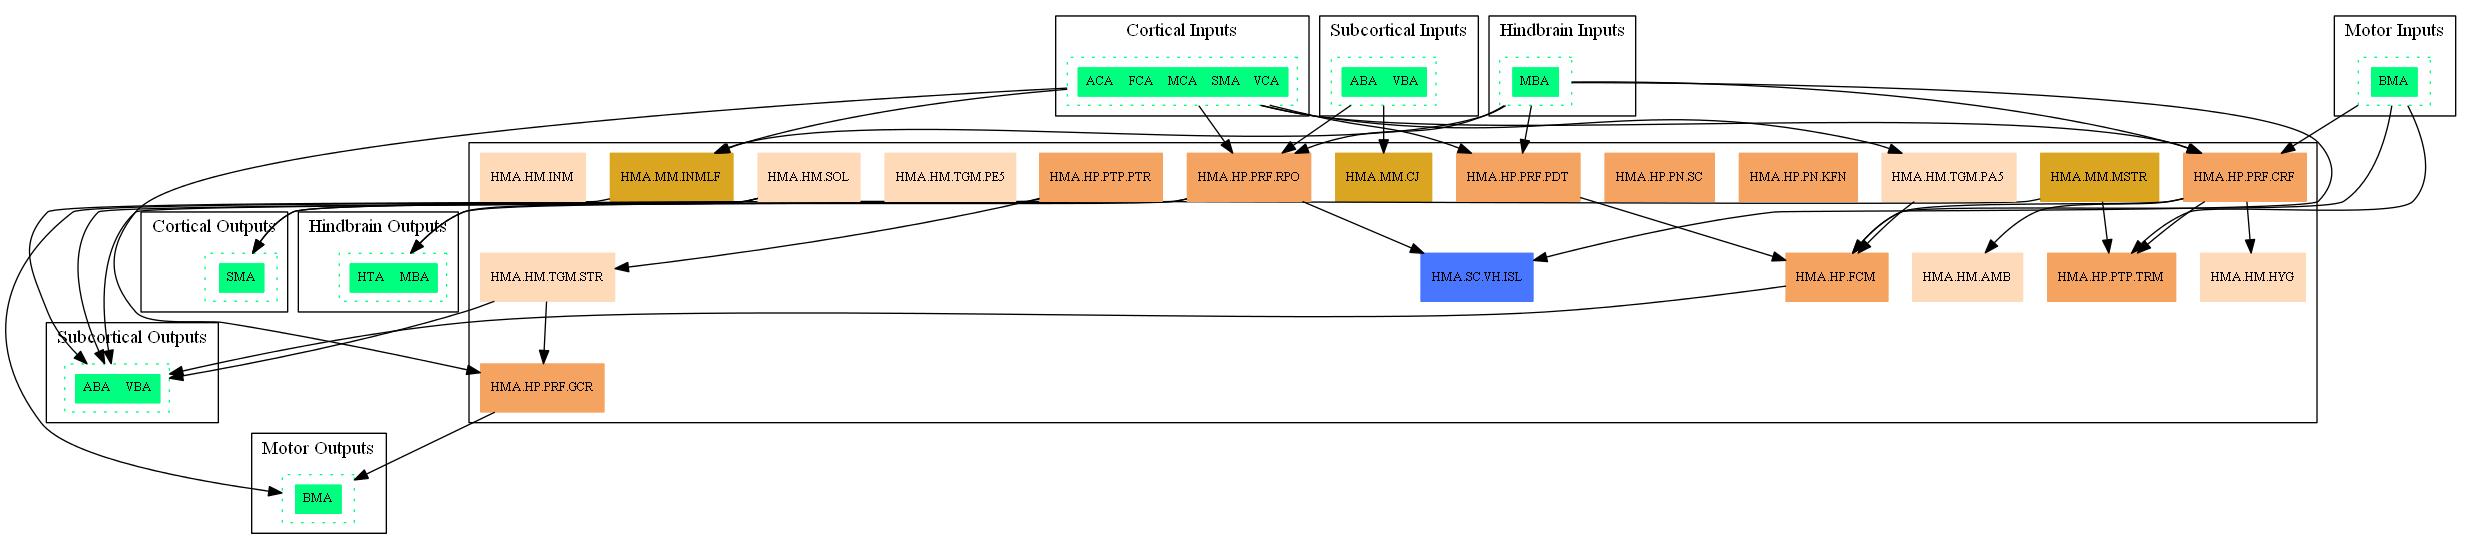 Cortical Inputs
Subcortical Inputs
Hindbrain Inputs
Motor Inputs
ACA FCA MCA SMA VCA
ABA VBA
MBA
BMA
HMA.HM.INM
HMA.MM.INMLF
HMA.HM.SOL
HMA.HM.TGM.PE5
HMA.HP.PTP.PTR
HMA.HP.PRF.RPO
HMA.MM.CJ
HMA.HP.PRF.PDT
HMA.HP.PN.SC
HMA.HP.PN.KFN
HMA.HM.TGM.PA5
HMA.MM.MSTR
HMA.HP.PRF.CRF
Cortical Outputs
Hindbrain Outputs
SMA
HTA MBA
HMA.HM.TGM.STR
HMA.SC.VH.ISL
HMA.HP.FCM
HMA.HM.AMB
HMA.HP.PTP.TRM
HMA.HM.HYG
Subcortical Outputs
ABA VBA
HMA.HP.PRF.GCR
Motor Outputs
BMA